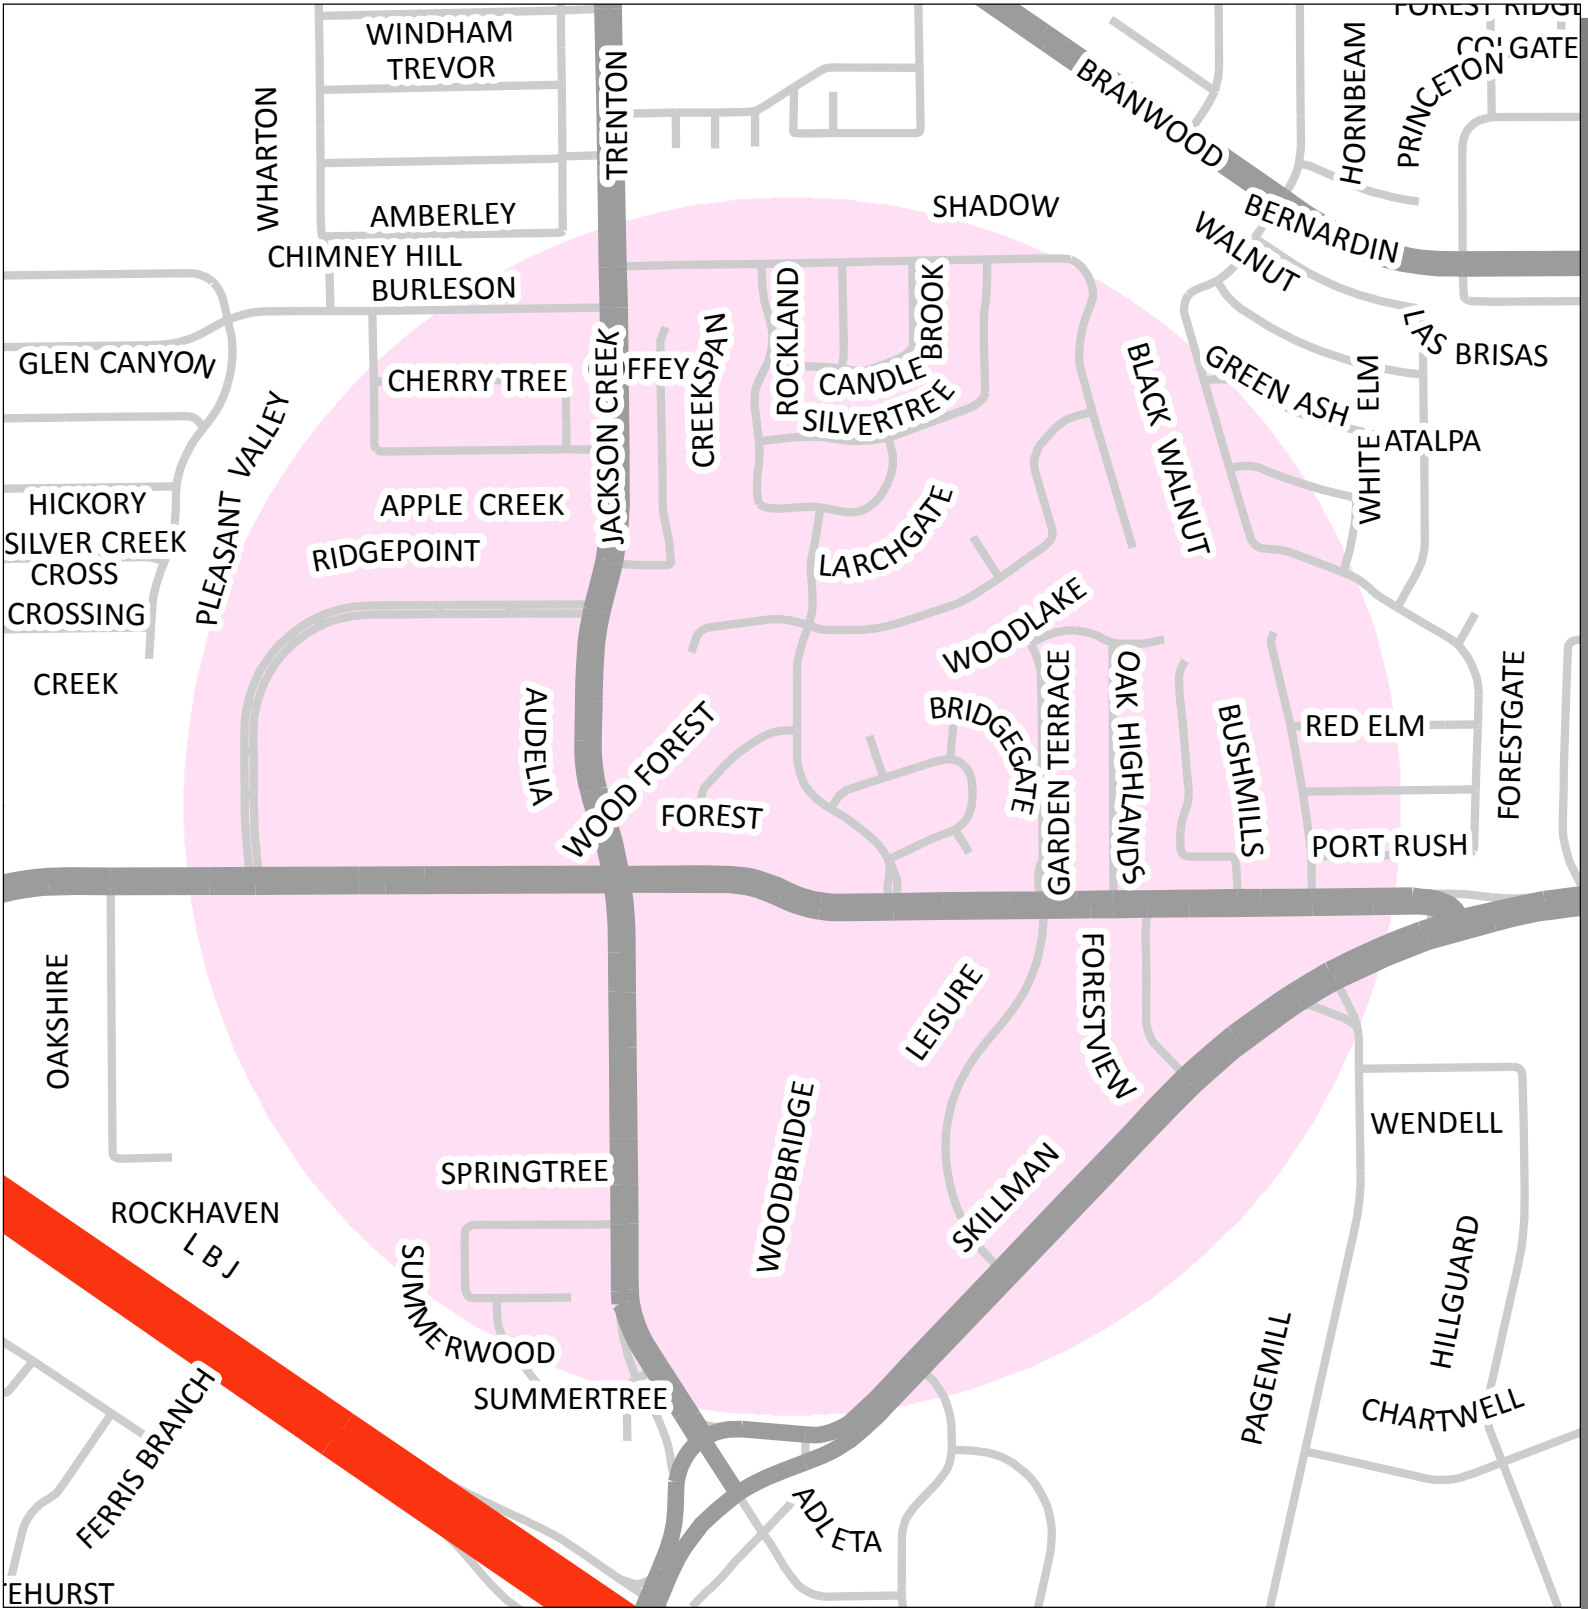 FOREST RIDGE
WINDHAM
TREVOR
WHARTON
TRENTON
BRANWOOD
HORNBEAM
PRINCETON
AMBERLEY
SHADOW
BERNARDIN
WALNUT
CHIMNEY HILL
BURLESON
GLEN CANYON
CHERRY TREE
JACKSON CREEK
FFEY
CREEKSPAN
ROCKLAND
BROOK
CANDLE
SILVERTREE
BLACK WALNUT
LAS BRISAS
GREEN ASH
WHITE ELM
ATALPA
PLEASANT VALLEY
HICKORY
APPLE CREEK
SILVER CREEK
RIDGEPOINT
LARCHGATE
CROSS
CROSSING
CREEK
WOODLAKE
AUDELIA
WOOD FOREST
FOREST
BRIDGEGATE
GARDEN TERRACE
OAK HIGHLANDS
BUSHMILLS
RED ELM
FORESTGATE
PORT RUSH
OAKSHIRE
LEISURE
FORESTVIEW
WENDELL
SPRINGTREE
WOODBRIDGE
SKILLMAN
ROCKHAVEN
L B J
SUMMERWOOD
SUMMERTREE
HILLGUARD
PAGEMILL
CHARTWELL
FERRIS BRANCH
ADLETA
EHURST